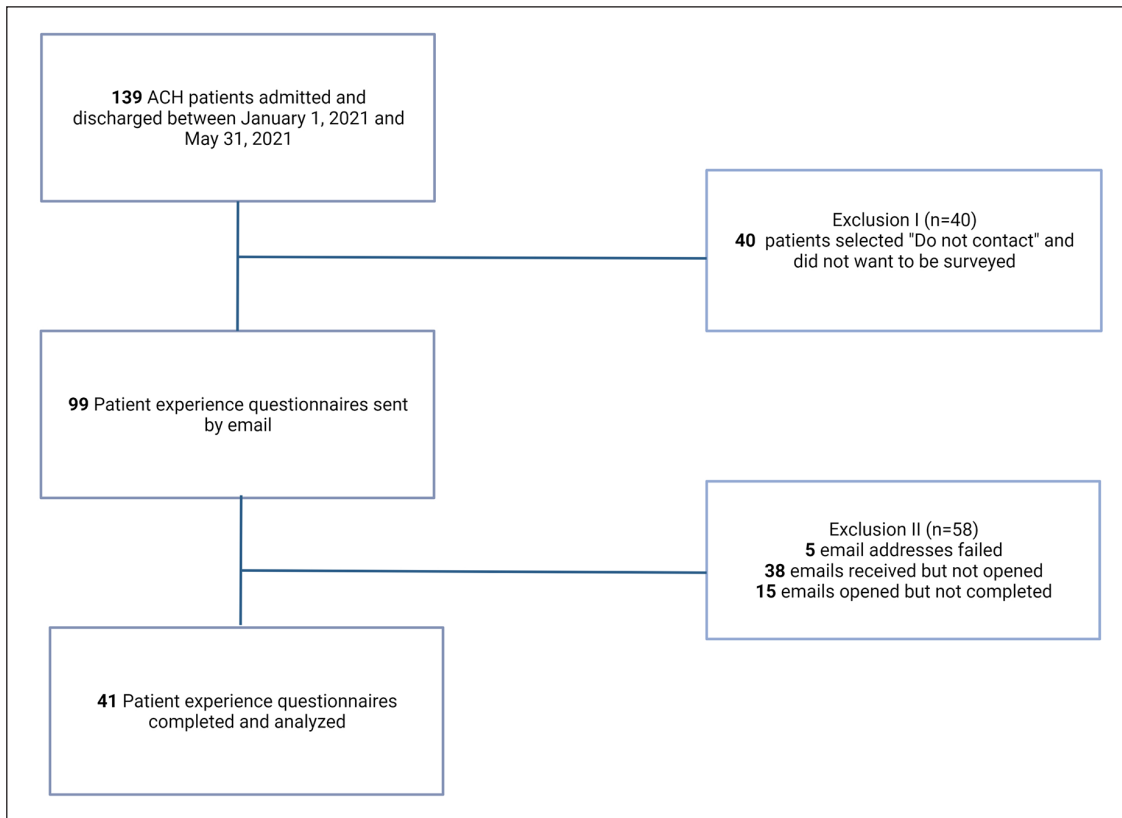 139 ACH patients admitted and
discharged between January 1, 2021 and
May 31, 2021
Exclusion I (n=40)
40 patients selected "Do not contact" and
did not want to be surveyed
99 Patient experience questionnaires sent
by email
Exclusion II (n=58)
5 email addresses failed
38 emails received but not opened
15 emails opened but not completed
41 Patient experience questionnaires
completed and analyzed